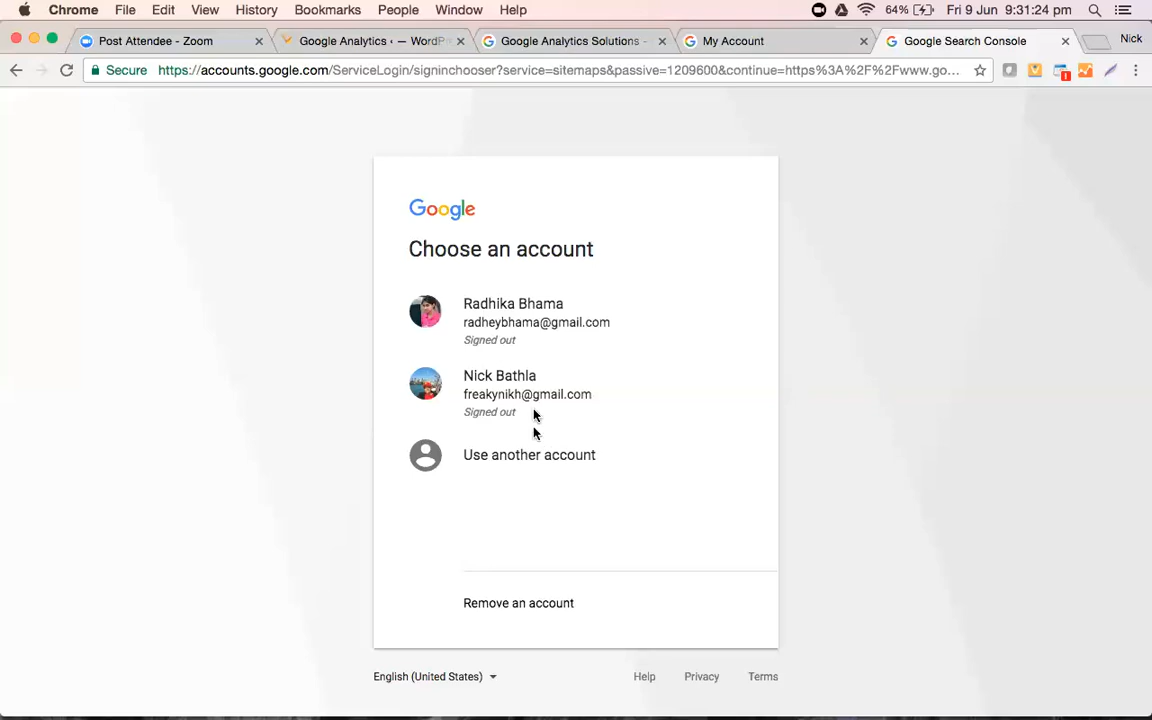 Chrome File Edit View History Bookmarks People Window Help 64% Fri 9 Jun 9:31:24 pm
Post Attendee - Zoom Google Analytics ‹ — WordPr Google Analytics Solutions - My Account Google Search Console Nick
Secure https://accounts.google.com/ServiceLogin/signinchooser?service=sitemaps&passive=1209600&continue=https%3A%2F%2Fwww.go... 1
Google
Choose an account
Radhika Bhama
radheybhama@gmail.com
Signed out
Nick Bathla
freakynikh@gmail.com
Signed out
Use another account
Remove an account
English (United States) Help Privacy Terms